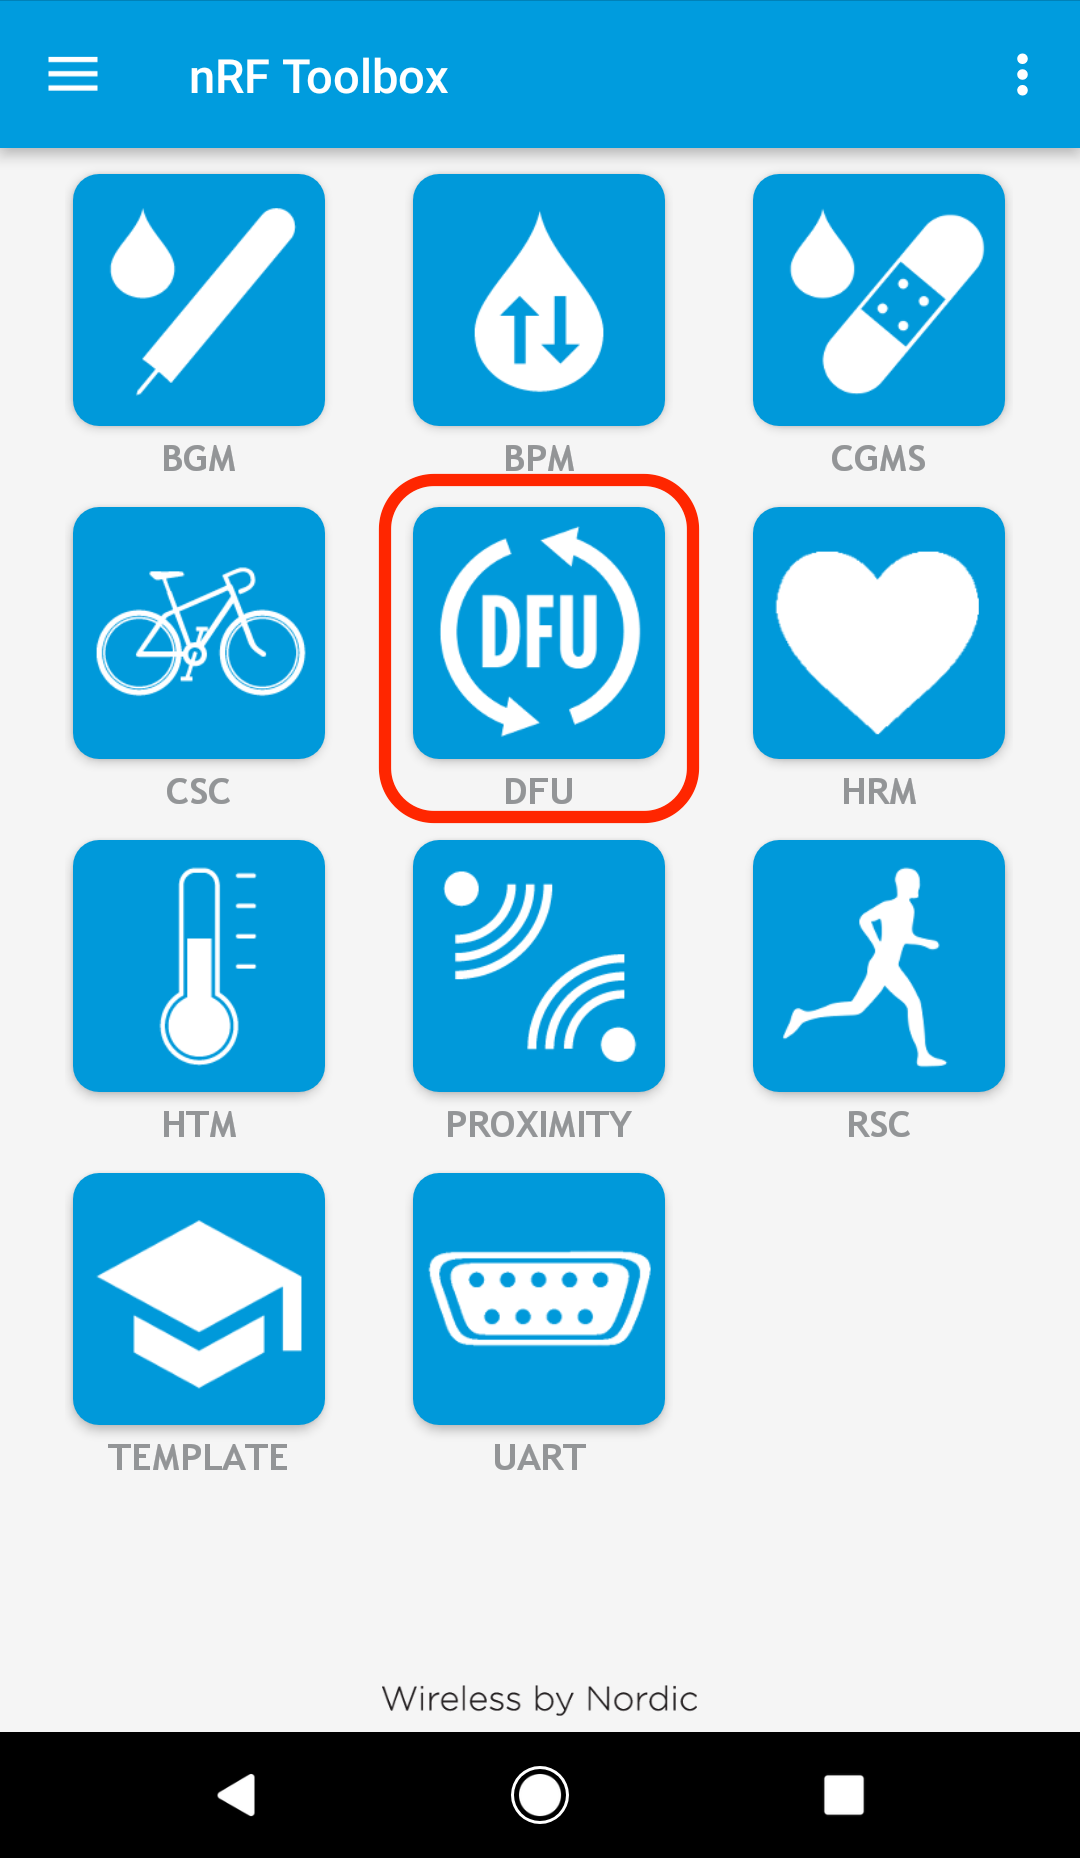 nRF Toolbox
BGM BPM CGMS
DFU
CSC DFU HRM
HTM PROXIMITY RSC
TEMPLATE UART
Wireless by Nordic